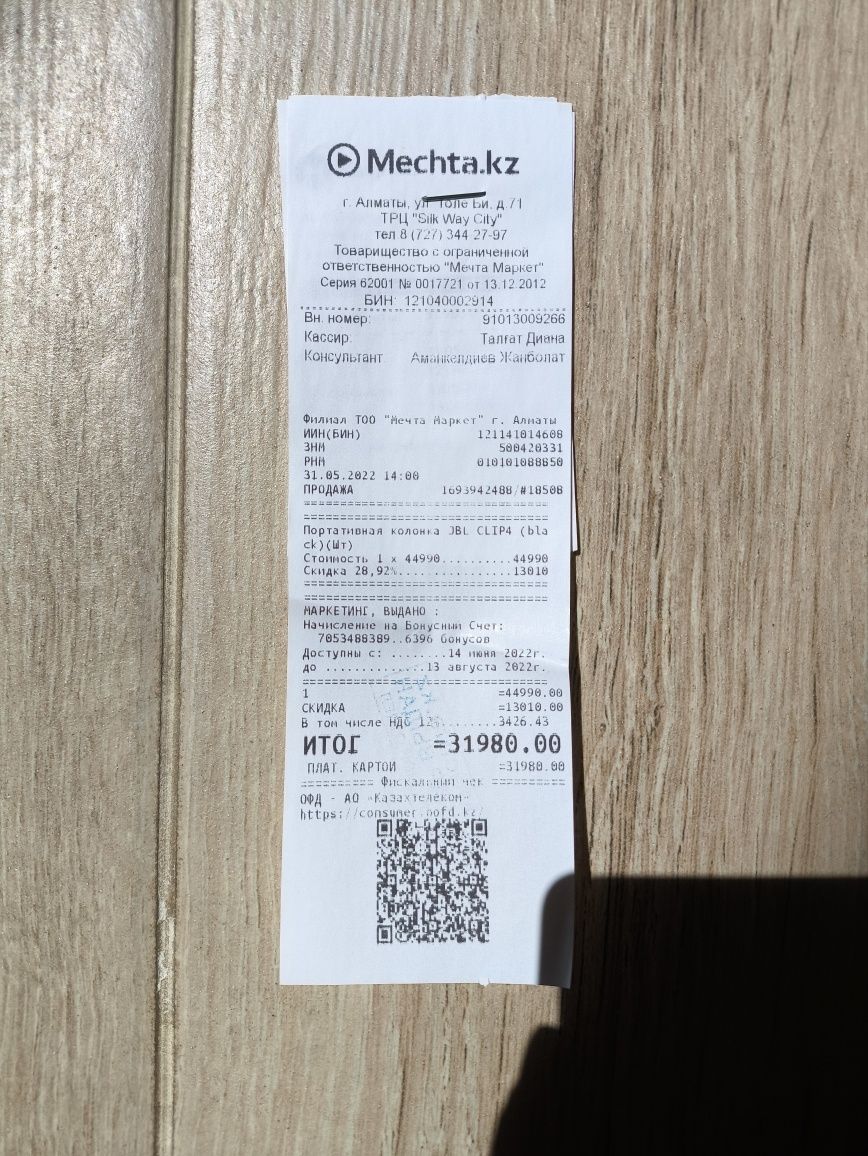 Mechta.kz
г. Алматы, ул Толе Би, д.71
ТРЦ "Silk Way City"
тел 8 (727) 344 27-97
Товарищество с ограниченной
ответственностью "Мечта Маркет"
Серия 62001 № 0017721 от 13.12.2012
БИН: 121040002914
Вн. номер: 91013009266
Кассир: Талғат Диана
Консультант Аманкелдиев Жанболат
Филиал ТОО "Мечта Маркет" г. Алматы
ИИН(БИН) 121141014608
ЗНМ 500420331
РНМ 010101088850
31.05.2022 14:00
ПРОДАЖА 1693942488/#18508
Портативная колонка JBL CLIP4 (bla
ck)(Шт)
Стоимость 1 x 44990..........44990
Скидка 28,92%................13010
МАРКЕТИНГ, ВЫДАНО :
Начисление на Бонусный Счет:
7053488389..6396 бонусов
Доступны с: ........14 июня 2022г.
до ..............13 августа 2022г.
1 =44990.00
СКИДКА =13010.00
В том числе НДС 12%........3426.43
ИТОГ =31980.00
ПЛАТ. КАРТОЙ =31980.00
========== Фискальный чек ==========
ОФД - АО «Казахтелеком»
https://consumer.oofd.kz/